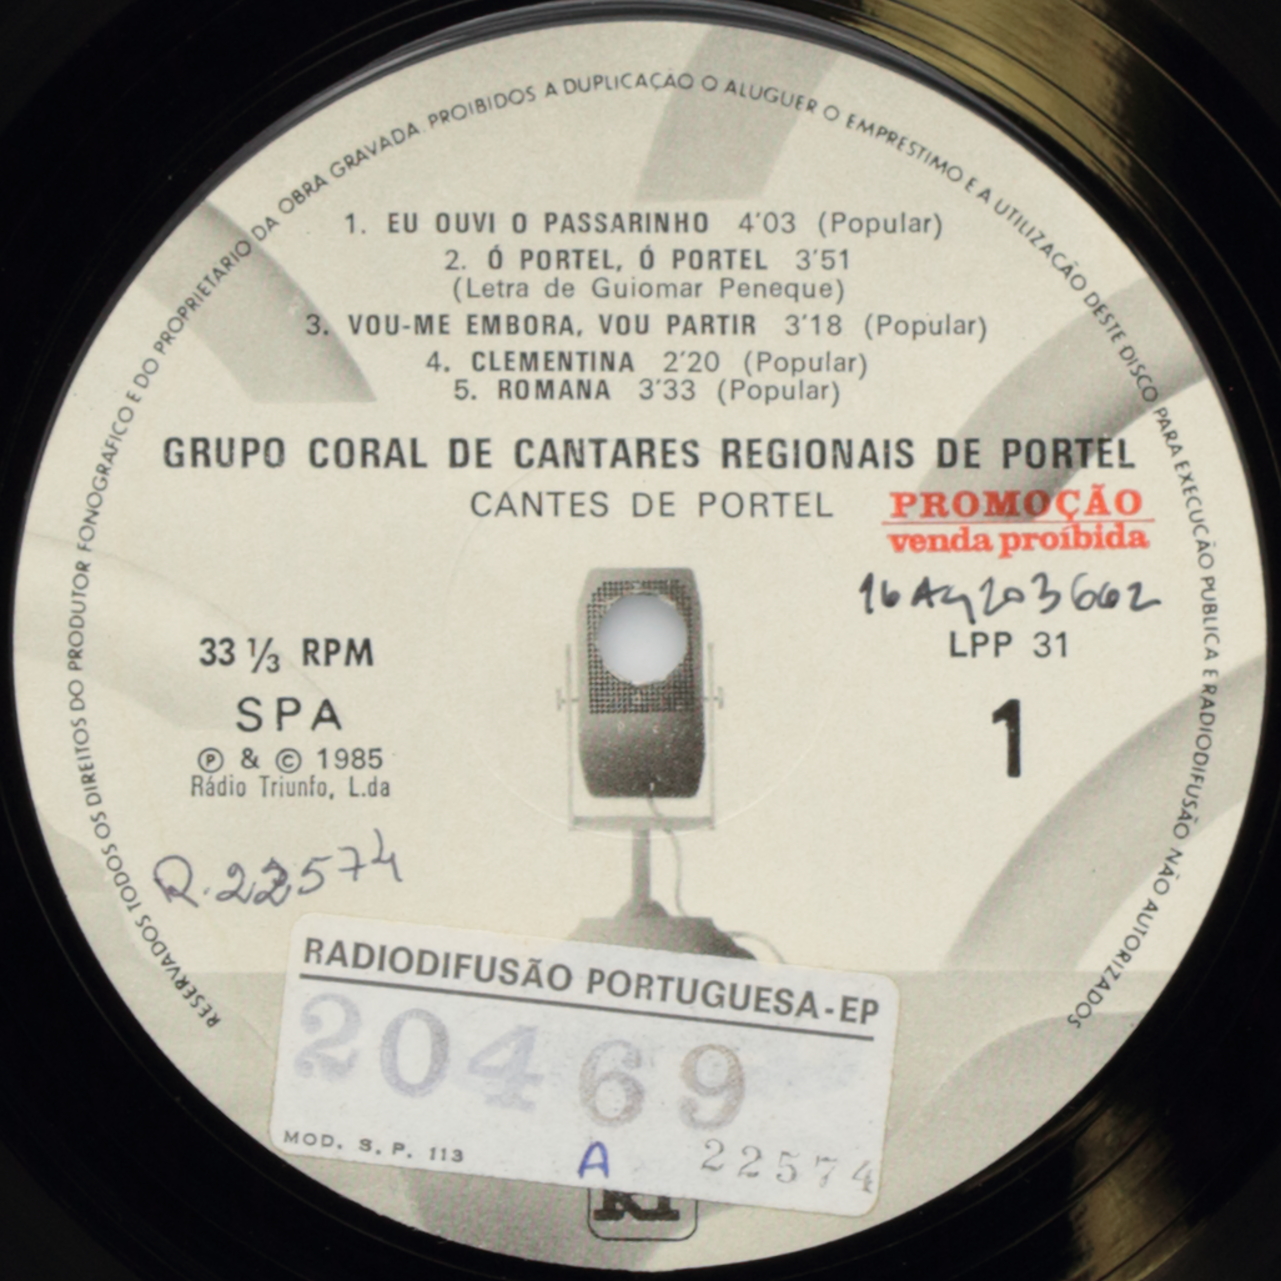 RESERVADOS TODOS OS DIREITOS DO PRODUTOR FONOGRAFICO E DO PROPRIETARIO DA OBRA GRAVADA. PROIBIDOS A DUPLICAÇÃO O ALUGUER O EMPRESTIMO E A UTILIZAÇÃO DESTE DISCO PARA EXECUÇÃO PUBLICA E RADIODIFUSÃO NÃO AUTORIZADOS
1. EU OUVI O PASSARINHO 4'03 (Popular)
2. Ó PORTEL, Ó PORTEL 3'51
(Letra de Guiomar Peneque)
3. VOU-ME EMBORA, VOU PARTIR 3'18 (Popular)
4. CLEMENTINA 2'20 (Popular)
5. ROMANA 3'33 (Popular)
GRUPO CORAL DE CANTARES REGIONAIS DE PORTEL
CANTES DE PORTEL
PROMOÇÃO
venda proíbida
LPP 31
1
33 1/3 RPM
SPA
℗ & © 1985
Rádio Triunfo, L.da
R. 22574
RADIODIFUSÃO PORTUGUESA-EP
20469
MOD. S. P. 113
A
22574